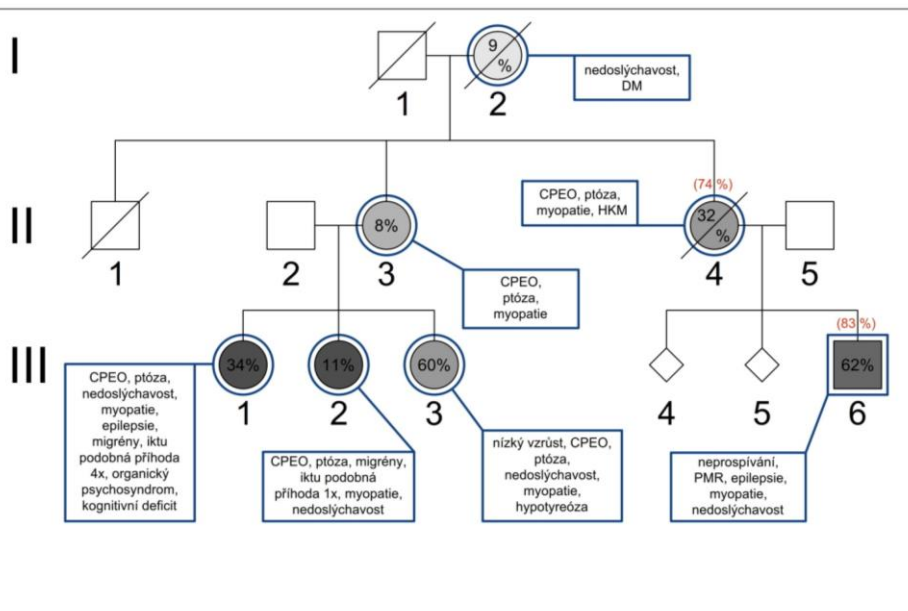 I
9
%
nedoslýchavost,
DM
1
2
(74 %)
CPEO, ptóza,
myopatie, HKM
II
8%
32
%
1
2
3
4
5
CPEO,
ptóza,
myopatie
(83 %)
III
34%
11%
60%
62%
1
2
3
4
5
6
CPEO, ptóza,
nedoslýchavost,
myopatie,
epilepsie,
migrény, iktu
podobná příhoda
4x, organický
psychosyndrom,
kognitivní deficit
CPEO, ptóza, migrény,
iktu podobná
příhoda 1x, myopatie,
nedoslýchavost
nízký vzrůst, CPEO,
ptóza,
nedoslýchavost,
myopatie,
hypotyreóza
neprospívání,
PMR, epilepsie,
myopatie,
nedoslýchavost